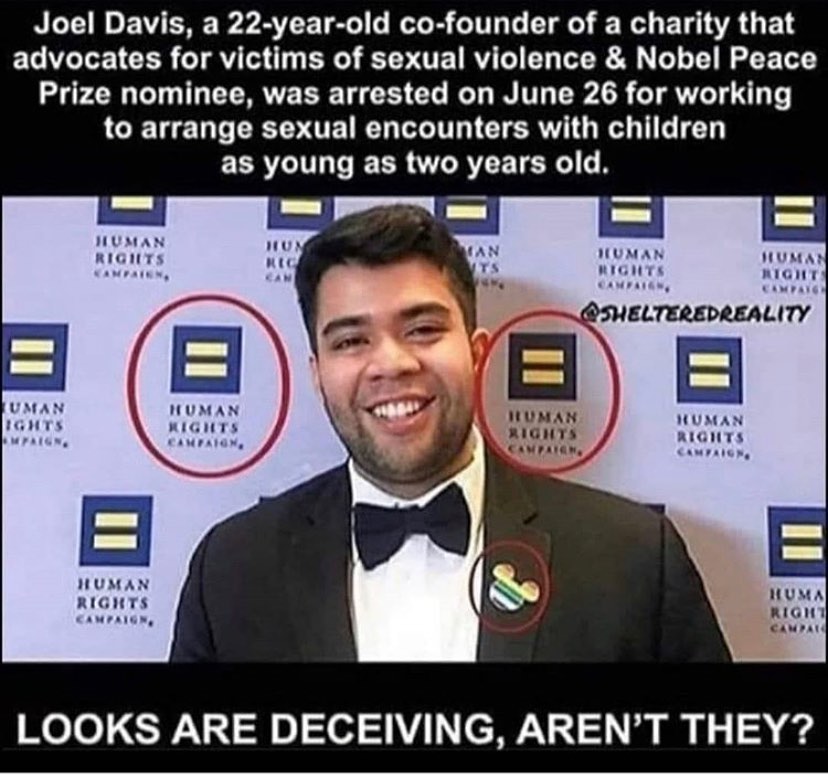 Joel Davis, a 22-year-old co-founder of a charity that
advocates for victims of sexual violence & Nobel Peace
Prize nominee, was arrested on June 26 for working
to arrange sexual encounters with children
as young as two years old.
HUMAN
RIGHTS
CAMPAIGN
HUMAN
RIGHTS
CAMPAIGN
HUMAN
RIGHTS
CAMPAIGN
@SHELTEREDREALITY
HUMAN
RIGHTS
CAMPAIGN
HUMAN
RIGHTS
CAMPAIGN
HUMAN
RIGHTS
CAMPAIGN
HUMAN
RIGHTS
CAMPAIGN
LOOKS ARE DECEIVING, AREN'T THEY?